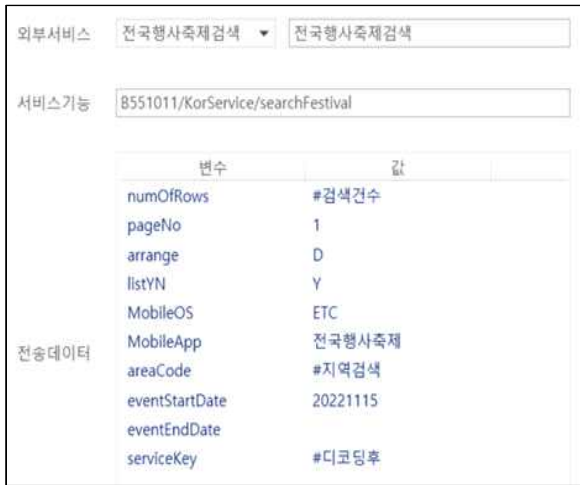 외부서비스 전국행사축제검색 전국행사축제검색
서비스기능 B551011/KorService/searchFestival
변수 값
numOfRows #검색건수
pageNo 1
arrange D
listYN Y
MobileOS ETC
MobileApp 전국행사축제
전송데이터
areaCode #지역검색
eventStartDate 20221115
eventEndDate
serviceKey #디코딩후